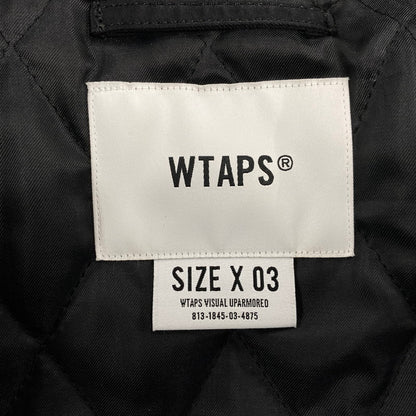 WTAPS®
SIZE X 03
WTAPS VISUAL UPARMORED
813-1845-03-4875